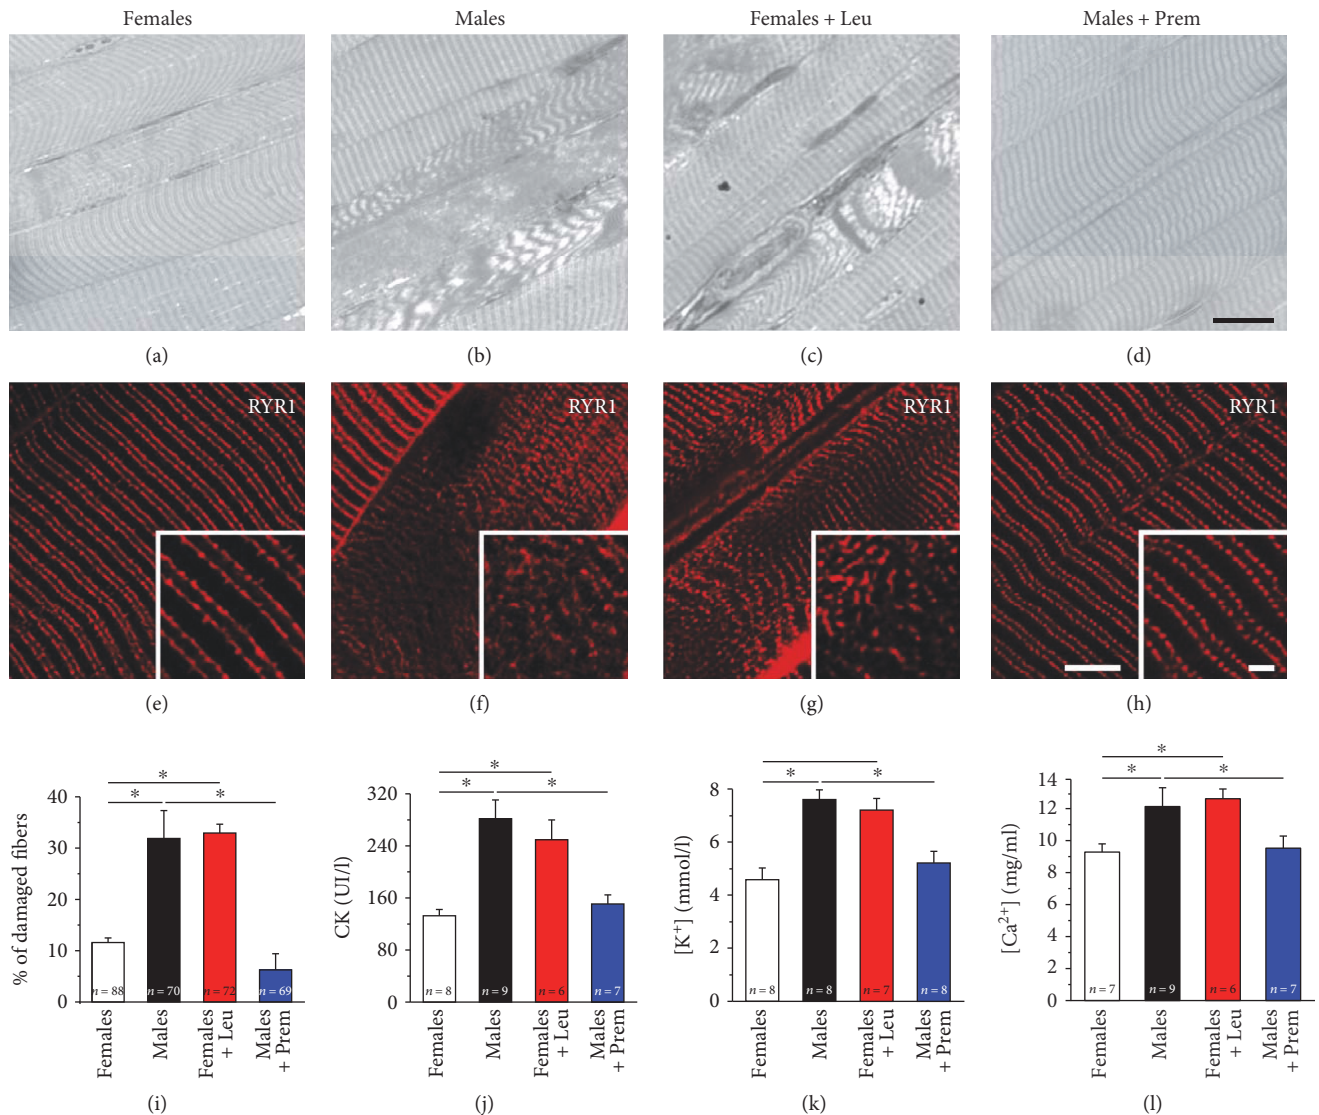 Females
Males
Females + Leu
Males + Prem
(a)
(b)
(c)
(d)
RYR1
RYR1
RYR1
RYR1
(e)
(f)
(g)
(h)
% of damaged fibers
40
30
20
10
0
*
*
*
n = 88
n = 70
n = 72
n = 69
Females
Males
Females
+ Leu
Males
+ Prem
(i)
CK (UI/l)
320
240
160
80
0
*
*
*
n = 8
n = 9
n = 6
n = 7
Females
Males
Females
+ Leu
Males
+ Prem
(j)
[K⁺] (mmol/l)
8
6
4
2
0
*
*
n = 8
n = 8
n = 7
n = 8
Females
Males
Females
+ Leu
Males
+ Prem
(k)
[Ca²⁺] (mg/ml)
14
12
10
8
6
4
2
0
*
*
*
n = 7
n = 9
n = 6
n = 7
Females
Males
Females
+ Leu
Males
+ Prem
(l)